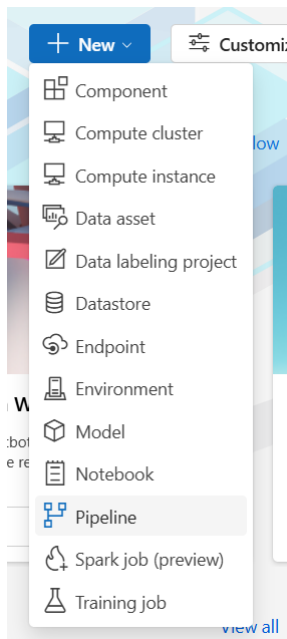 New
Customiz
low
Component
Compute cluster
Compute instance
Data asset
Data labeling project
Datastore
Endpoint
Environment
Model
Notebook
Pipeline
Spark job (preview)
Training job
View all